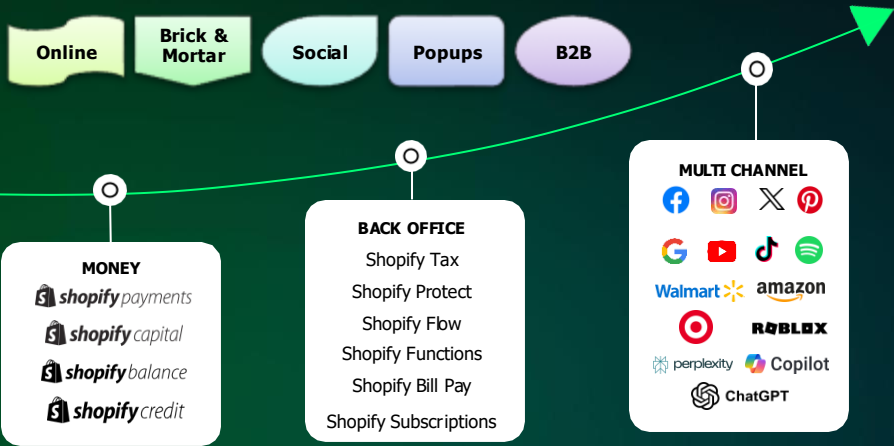 Online
Brick &
Mortar
Social
Popups
B2B
MONEY
shopify payments
shopify capital
shopify balance
shopify credit
BACK OFFICE
Shopify Tax
Shopify Protect
Shopify Flow
Shopify Functions
Shopify Bill Pay
Shopify Subscriptions
MULTI CHANNEL
Walmart amazon
ROBLOX
perplexity Copilot
ChatGPT